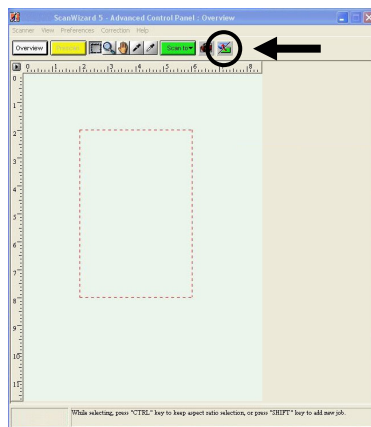 ScanWizard 5 - Advanced Control Panel : Overview
Scanner View Preferences Correction Help
Overview Scan to
0 1 2 3 4 5 6 7 8
0
1
2
3
4
5
6
7
8
9
10
11
While selecting, press "CTRL" key to keep aspect ratio selection, or press "SHIFT" key to add new job.